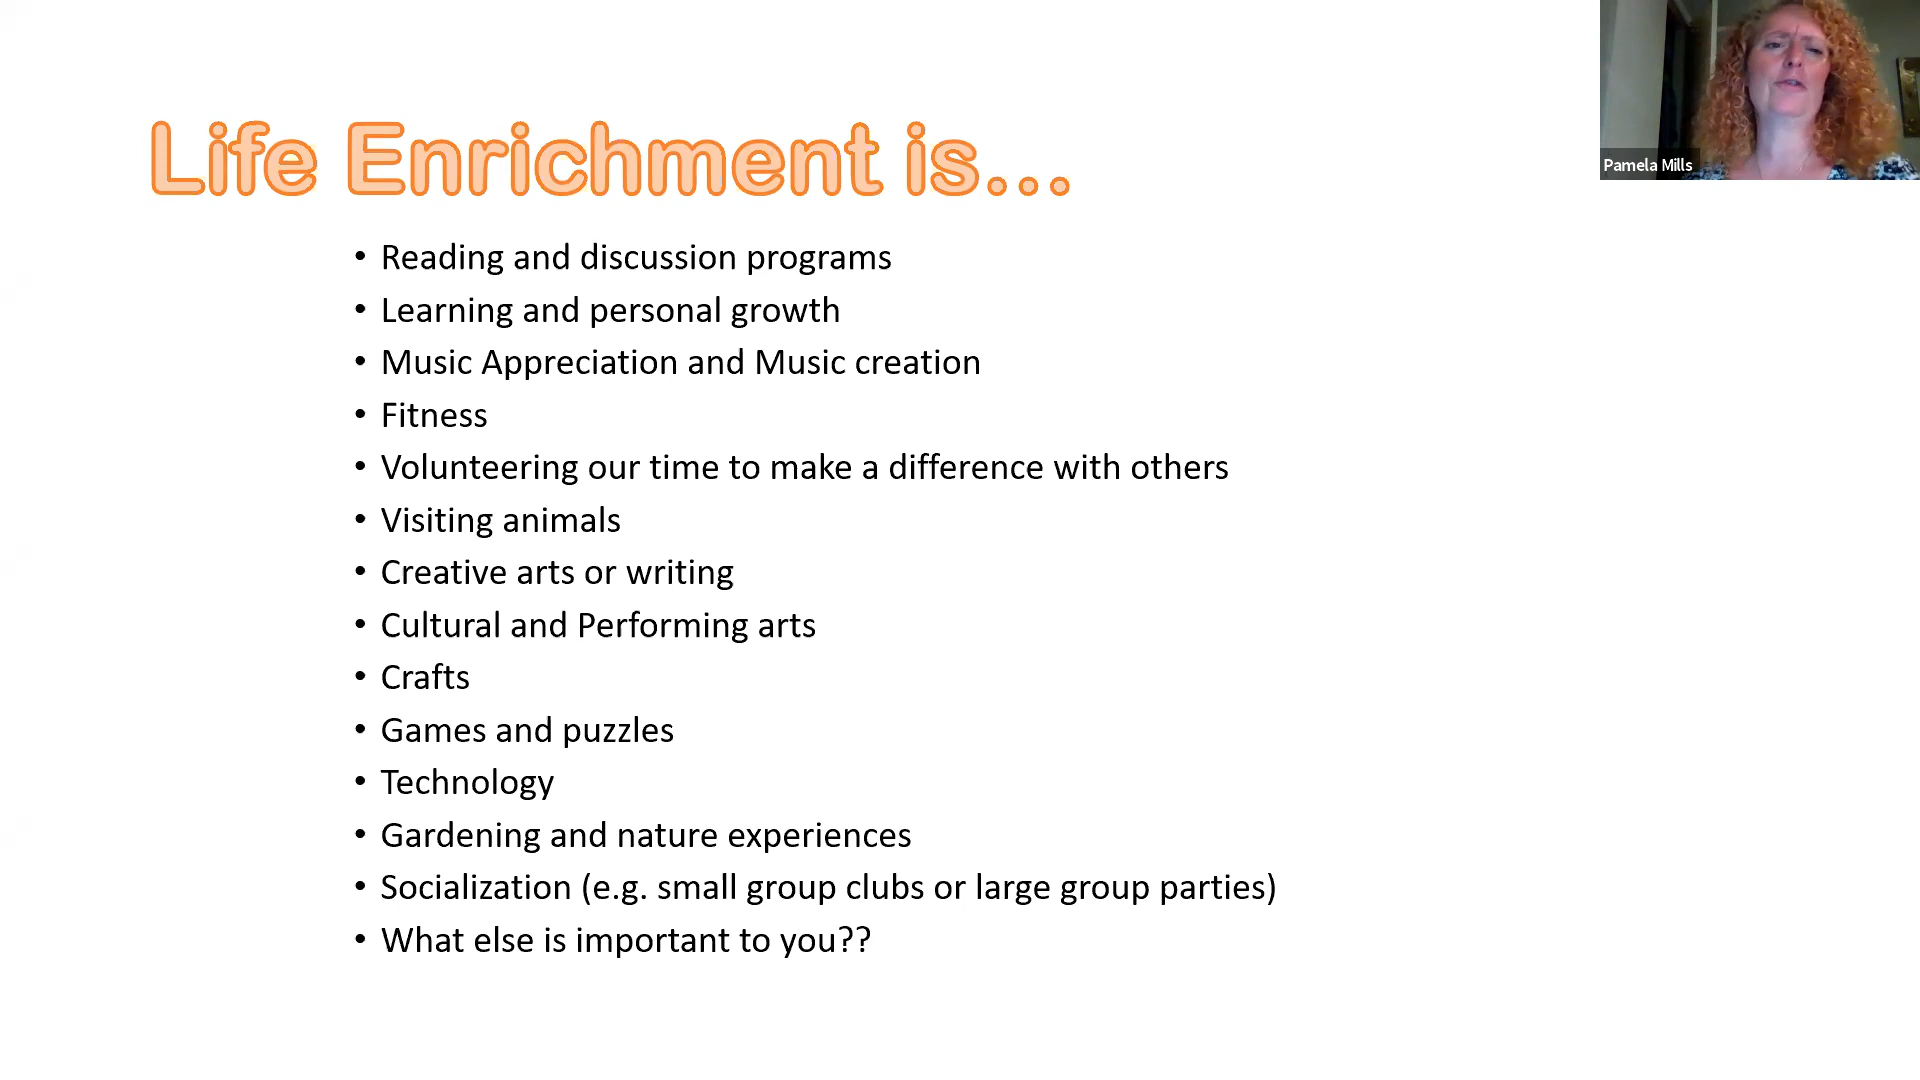 Life Enrichment is...
• Reading and discussion programs
• Learning and personal growth
• Music Appreciation and Music creation
• Fitness
• Volunteering our time to make a difference with others
• Visiting animals
• Creative arts or writing
• Cultural and Performing arts
• Crafts
• Games and puzzles
• Technology
• Gardening and nature experiences
• Socialization (e.g. small group clubs or large group parties)
• What else is important to you??
Pamela Mills